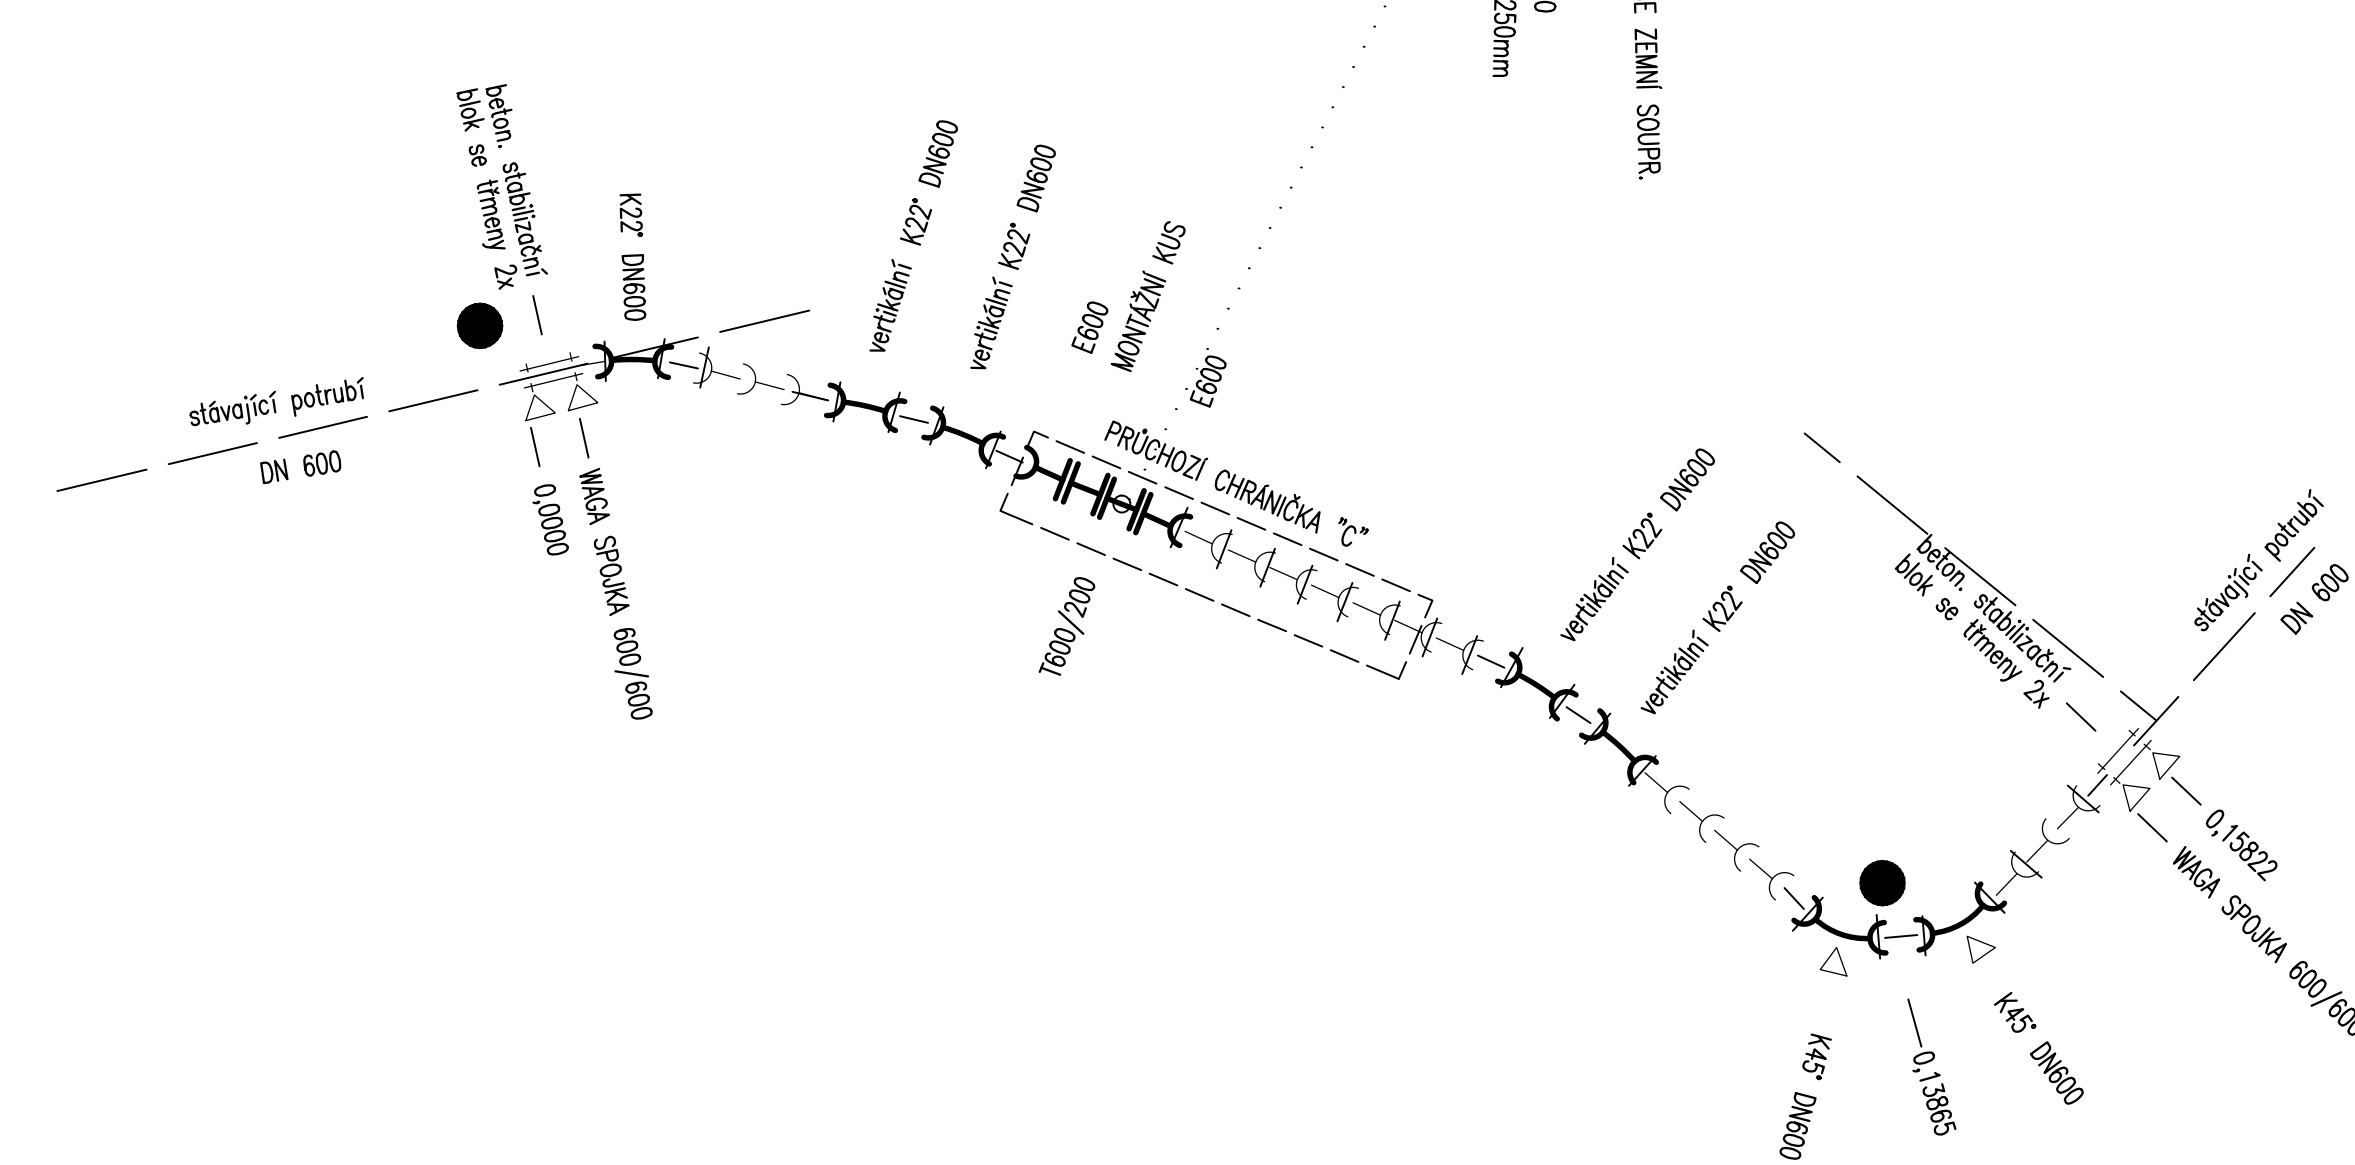 250mm
0
E ZEMNÍ SOUPR.
beton. stabilizační
blok se třmeny 2x
K22° DN600
vertikální K22° DN600
vertikální K22° DN600
E600
MONTÁŽNÍ KUS
E600
stávající potrubí
DN 600
0,0000
WAGA SPOJKA 600/600
PRŮCHOZÍ CHRÁNIČKA "C"
T600/200
vertikální K22° DN600
vertikální K22° DN600
beton. stabilizační
blok se třmeny 2x
stávající potrubí
DN 600
0,15822
WAGA SPOJKA 600/600
K45° DN600
0,13865
K45° DN600